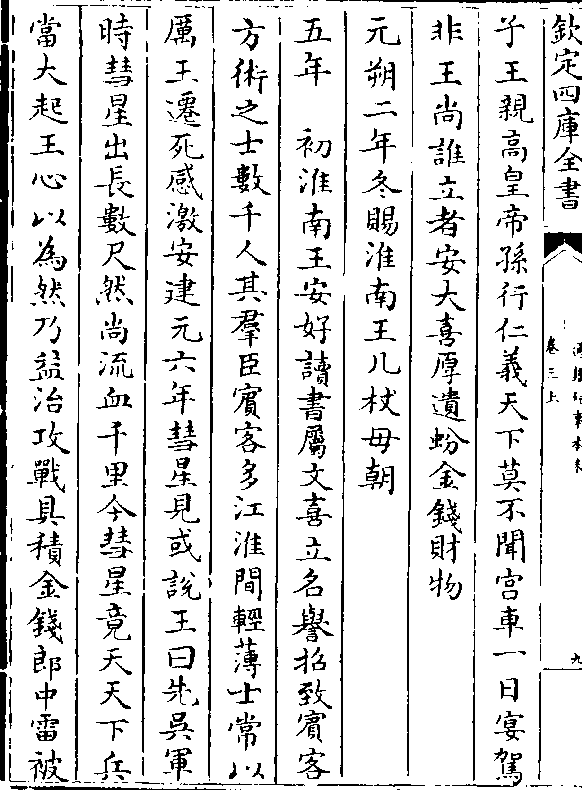 欽定四庫全書
卷三上
九
子王親高皇帝孫行仁義天下莫不聞宫車一日宴駕
非王尚誰立者安大喜厚遺蚡金錢財物
元朔二年冬賜淮南王几杖毋朝
五年 初淮南王安好讀書屬文喜立名譽招致賓客
方術之士數千人其羣臣賓客多江淮間輕薄士常以
厲王遷死感激安建元六年彗星見或說王曰先吳軍
時彗星出長數尺然尚流血千里今彗星竟天天下兵
當大起王心以為然乃益治攻戰具積金錢郎中雷被